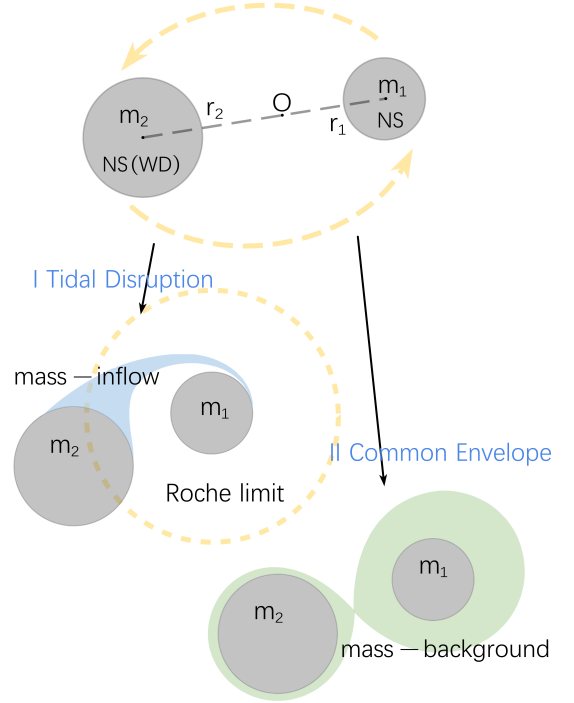 m₁
O
m₂
r₂
r₁
NS
NS(WD)
I Tidal Disruption
mass—inflow
m₁
m₂
II Common Envelope
Roche limit
m₁
m₂
mass—background